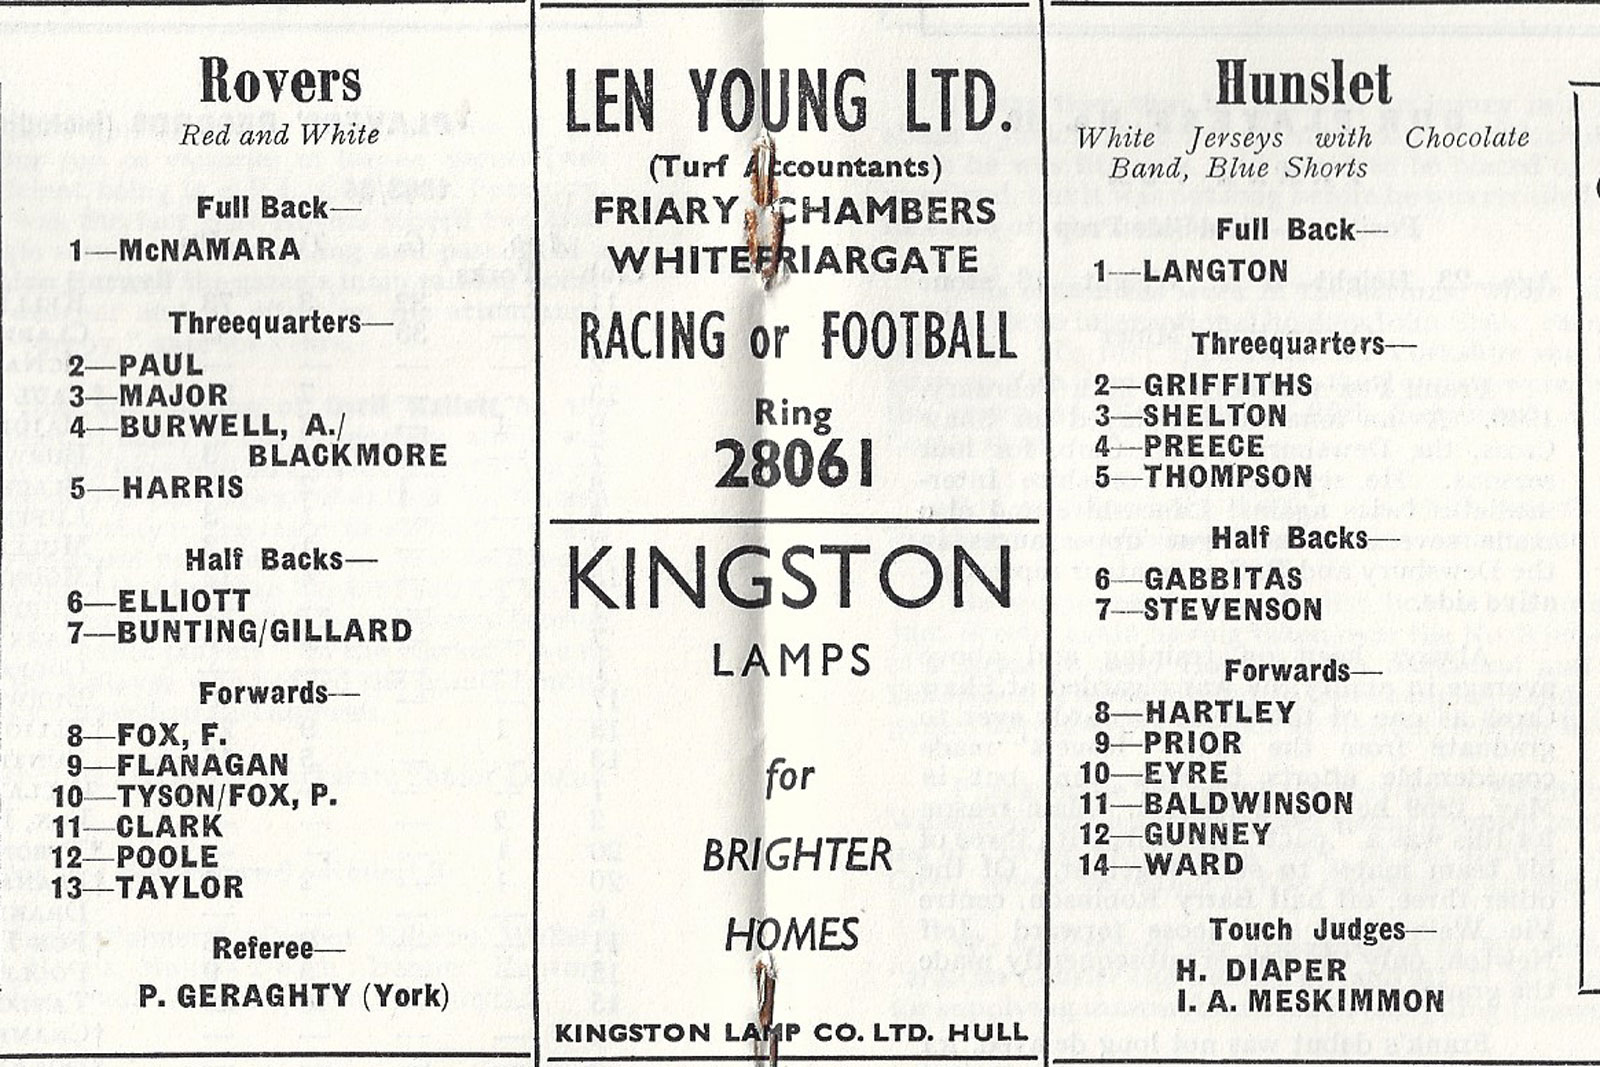 Rovers
Red and White
Full Back—
1—McNAMARA
Threequarters—
2—PAUL
3—MAJOR
4—BURWELL, A./
BLACKMORE
5—HARRIS
Half Backs—
6—ELLIOTT
7—BUNTING/GILLARD
Forwards—
8—FOX, F.
9—FLANAGAN
10—TYSON/FOX, P.
11—CLARK
12—POOLE
13—TAYLOR
Referee—
P. GERAGHTY (York)
LEN YOUNG LTD.
(Turf Accountants)
FRIARY CHAMBERS
WHITEFRIARGATE
RACING or FOOTBALL
Ring
28061
KINGSTON
LAMPS
for
BRIGHTER
HOMES
KINGSTON LAMP CO. LTD. HULL
Hunslet
White Jerseys with Chocolate
Band, Blue Shorts
Full Back—
1—LANGTON
Threequarters—
2—GRIFFITHS
3—SHELTON
4—PREECE
5—THOMPSON
Half Backs—
6—GABBITAS
7—STEVENSON
Forwards—
8—HARTLEY
9—PRIOR
10—EYRE
11—BALDWINSON
12—GUNNEY
14—WARD
Touch Judges—
H. DIAPER
I. A. MESKIMMON